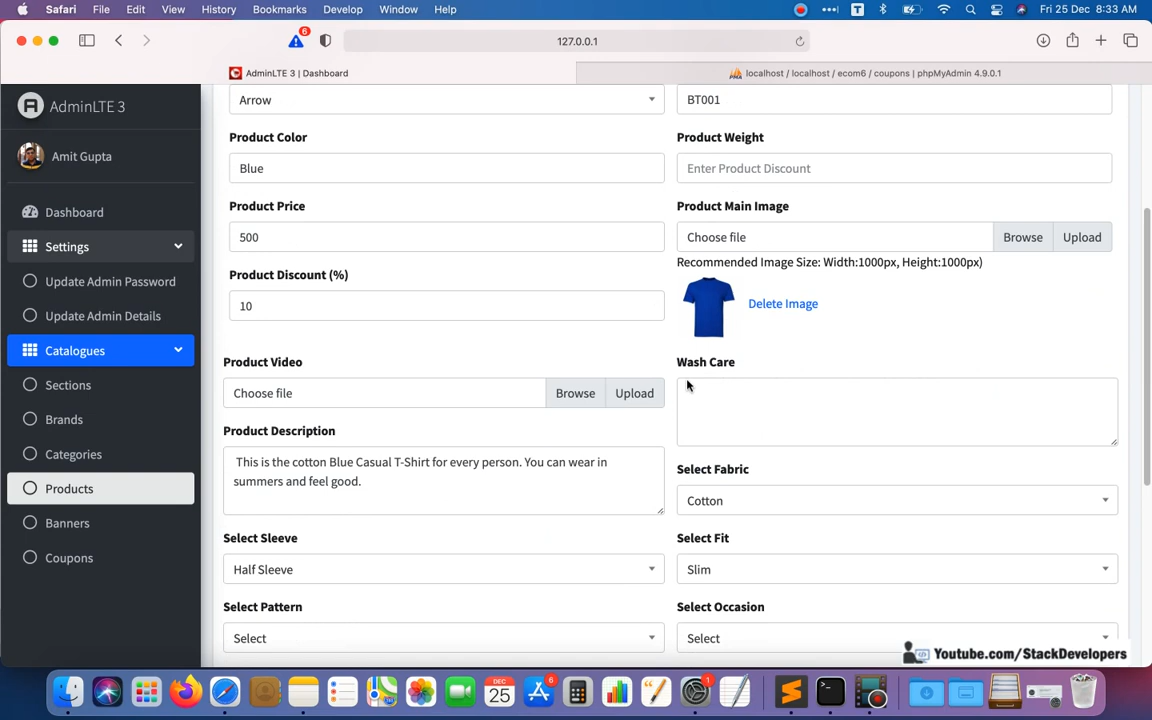 Safari File Edit View History Bookmarks Develop Window Help
Fri 25 Dec 8:33 AM
6
127.0.0.1
AdminLTE 3 | Dashboard
localhost / localhost / ecom6 / coupons | phpMyAdmin 4.9.0.1
AdminLTE 3
Amit Gupta
Dashboard
Settings
Update Admin Password
Update Admin Details
Catalogues
Sections
Brands
Categories
Products
Banners
Coupons
Arrow
BT001
Product Color
Product Weight
Blue
Enter Product Discount
Product Price
Product Main Image
500
Choose file Browse Upload
Recommended Image Size: Width:1000px, Height:1000px)
Product Discount (%)
10
Delete Image
Product Video
Wash Care
Choose file Browse Upload
Product Description
This is the cotton Blue Casual T-Shirt for every person. You can wear in
summers and feel good.
Select Fabric
Cotton
Select Sleeve
Select Fit
Half Sleeve
Slim
Select Pattern
Select Occasion
Select
Select
Youtube.com/StackDevelopers
DEC
25
6
1